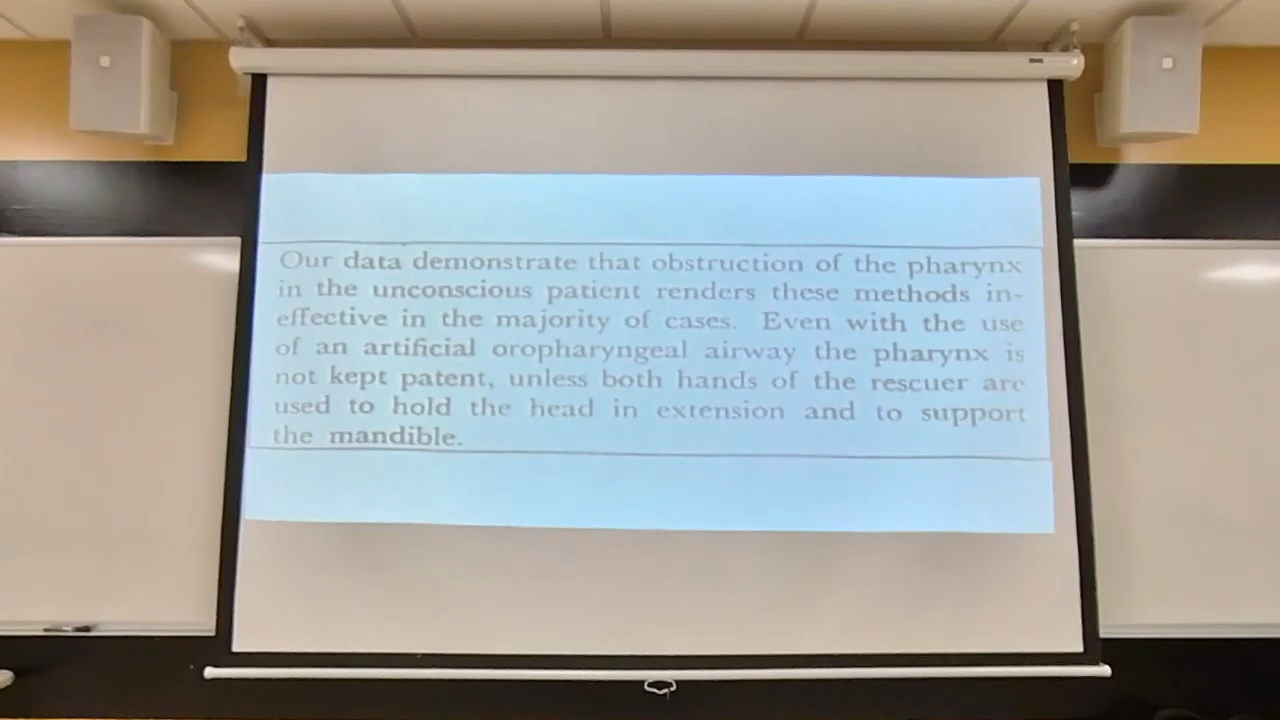 Our data demonstrate that obstruction of the pharynx
in the unconscious patient renders these methods in-
effective in the majority of cases. Even with the use
of an artificial oropharyngeal airway the pharynx is
not kept patent, unless both hands of the rescuer are
used to hold the head in extension and to support
the mandible.